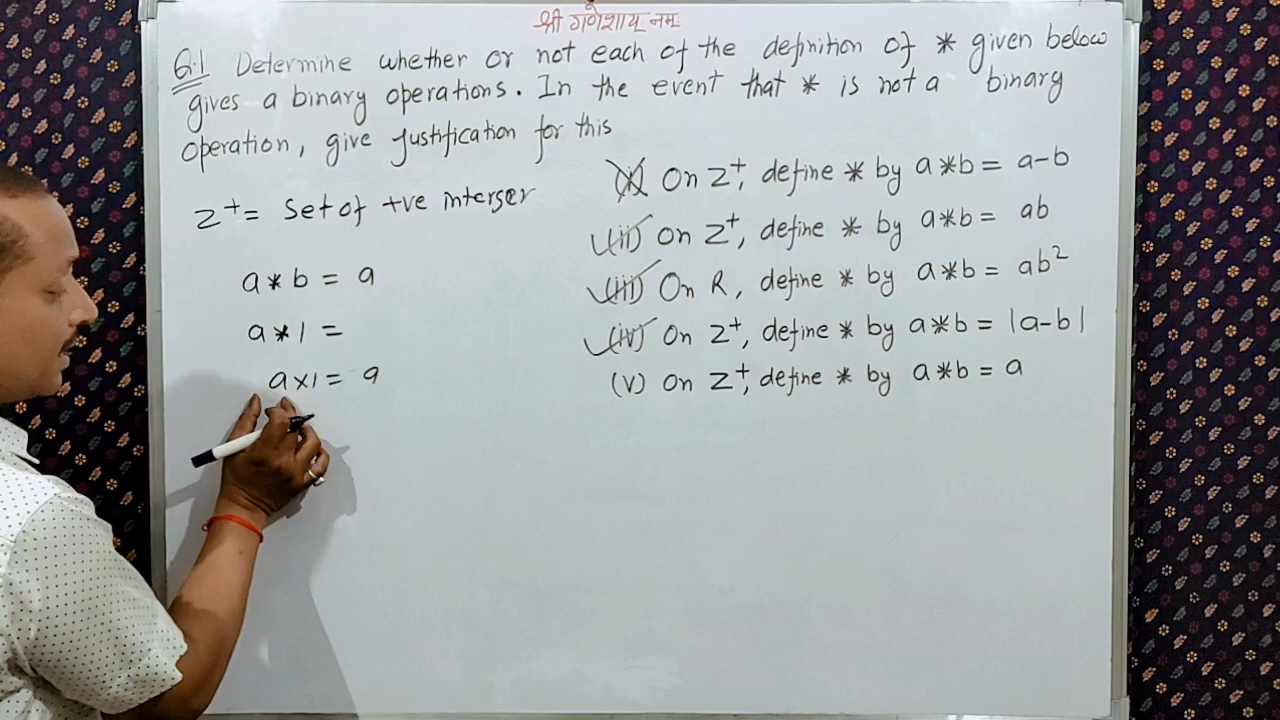 श्री गणेशाय नमः
Q.1 Determine whether or not each of the definition of * given below
gives a binary operations. In the event that * is not a binary
operation, give justification for this
Z⁺ = Set of +ve interser
a * b = a
a * 1 =
a × 1 = a
(i) On Z⁺, define * by a * b = a - b
(ii) On Z⁺, define * by a * b = ab
(iii) On R, define * by a * b = ab²
(iv) On Z⁺, define * by a * b = |a - b|
(v) On Z⁺, define * by a * b = a